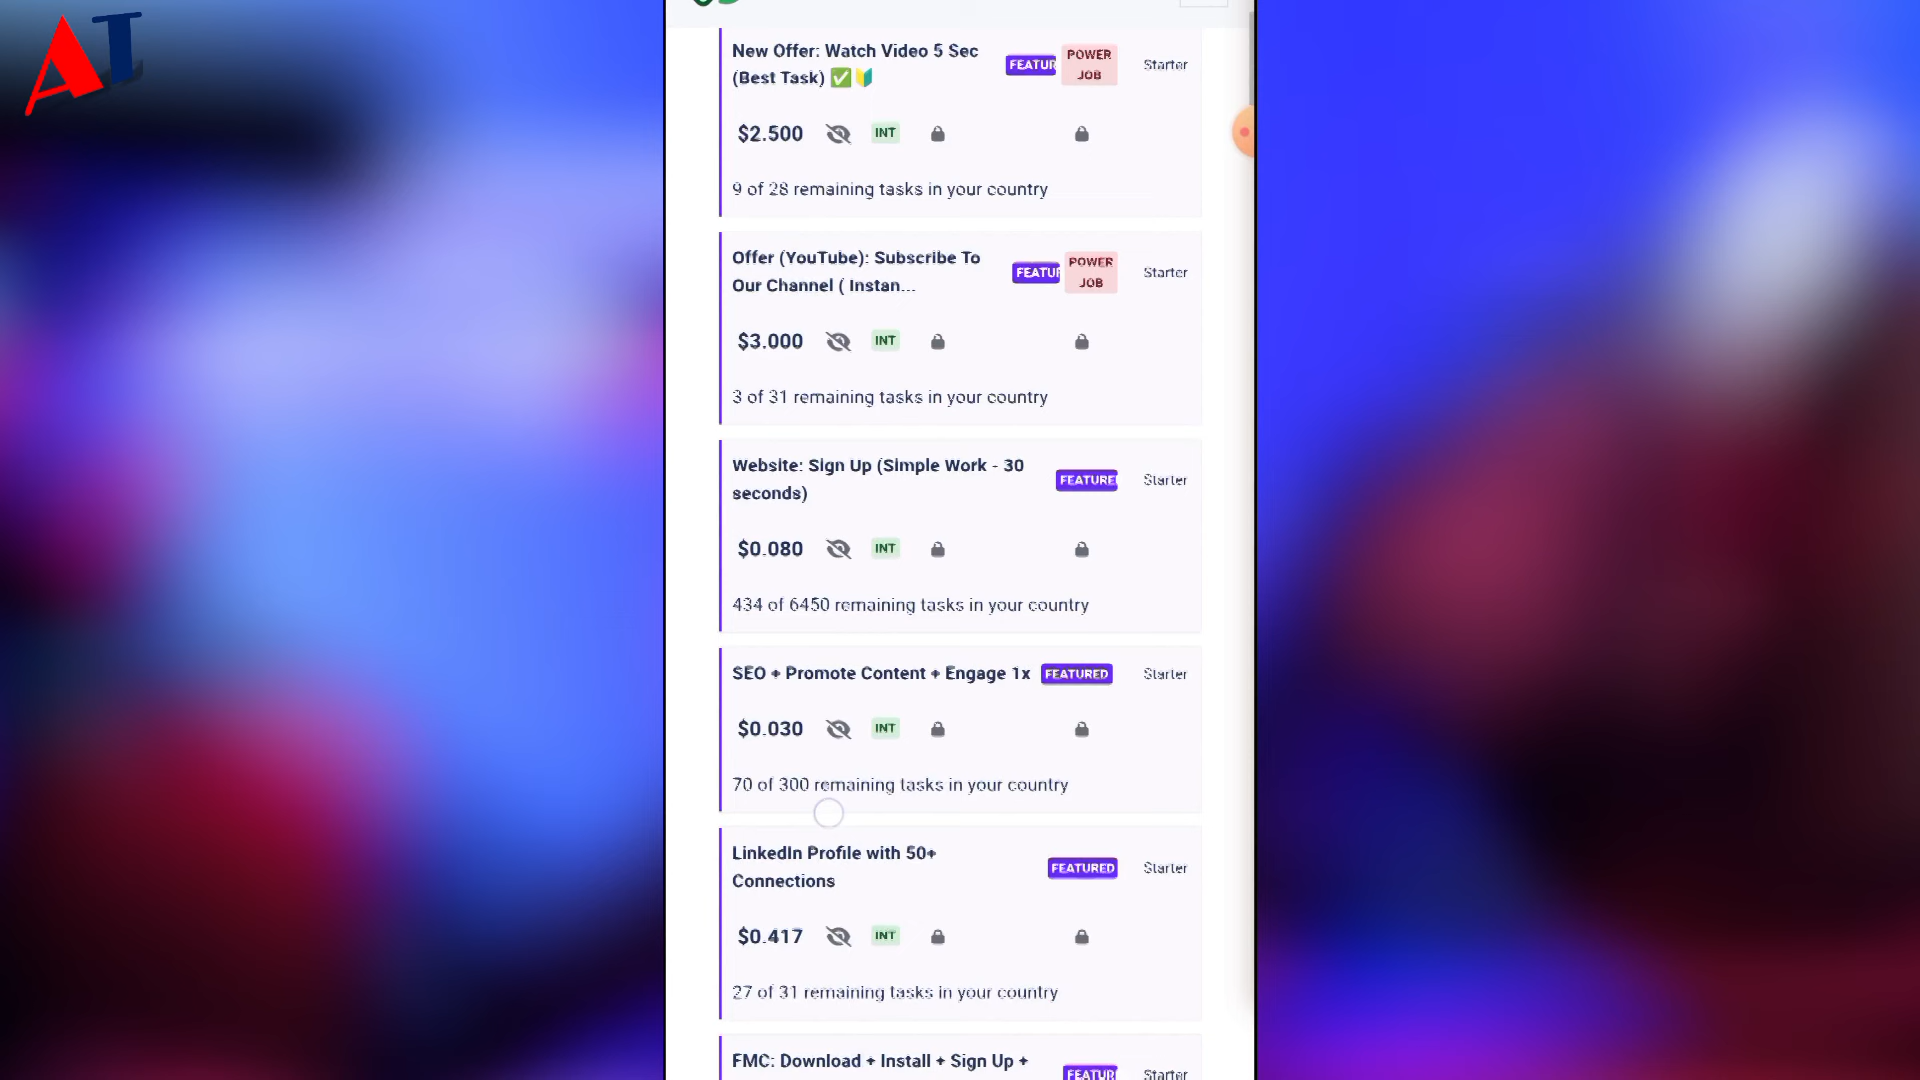 AI
New Offer: Watch Video 5 Sec
(Best Task) ✅🔰
FEATUR
POWER
JOB
Starter
$2.500
INT
9 of 28 remaining tasks in your country
Offer (YouTube): Subscribe To
Our Channel ( Instan...
FEATUR
POWER
JOB
Starter
$3.000
INT
3 of 31 remaining tasks in your country
Website: Sign Up (Simple Work - 30
seconds)
FEATURE
Starter
$0.080
INT
434 of 6450 remaining tasks in your country
SEO + Promote Content + Engage 1x
FEATURED
Starter
$0.030
INT
70 of 300 remaining tasks in your country
LinkedIn Profile with 50+
Connections
FEATURED
Starter
$0.417
INT
27 of 31 remaining tasks in your country
FMC: Download + Install + Sign Up +
FEATUR
Starter